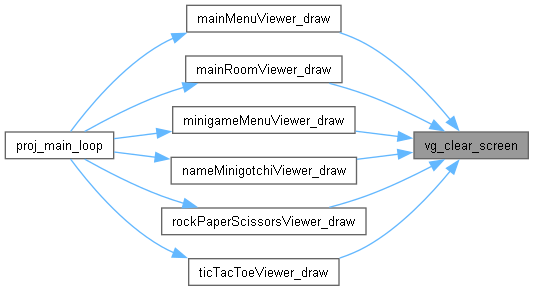 mainMenuViewer_draw
mainRoomViewer_draw
minigameMenuViewer_draw
proj_main_loop
vg_clear_screen
nameMinigotchiViewer_draw
rockPaperScissorsViewer_draw
ticTacToeViewer_draw